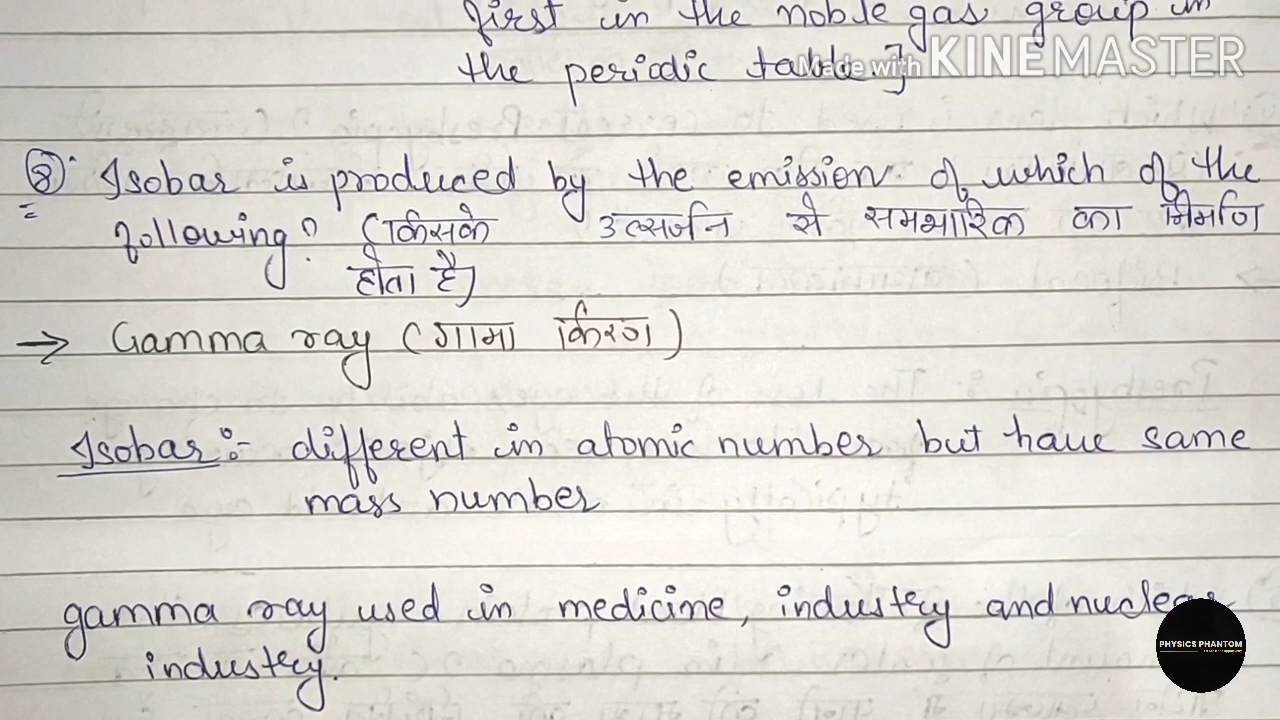 first in the noble gas group in
the periodic table]
Made with KINEMASTER
8) Isobar is produced by the emission of which of the
following? (किसके उत्सर्जन से समभारिक का निर्माण
होता है)
→ Gamma ray (गामा किरण)
Isobar :- different in atomic number but have same
mass number
gamma ray used in medicine, industry and nuclear
industry.
PHYSICS PHANTOM